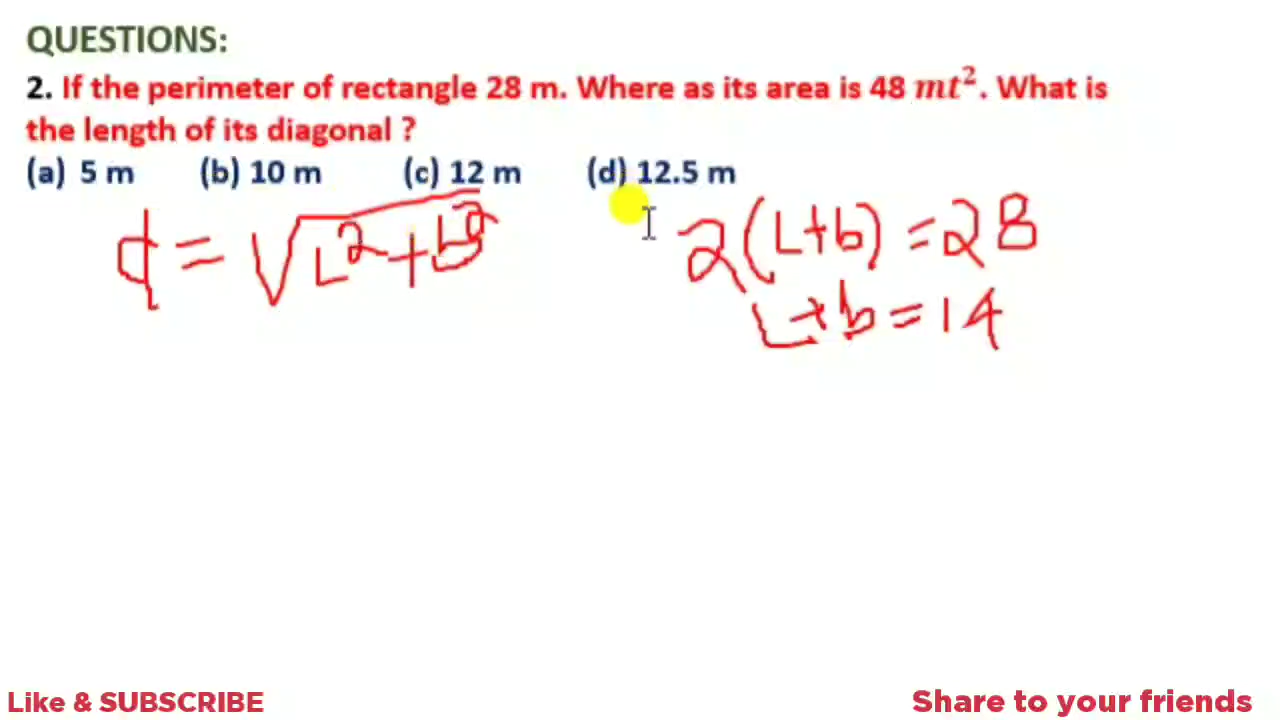 QUESTIONS:
2. If the perimeter of rectangle 28 m. Where as its area is 48 mt². What is
the length of its diagonal ?
(a) 5 m (b) 10 m (c) 12 m (d) 12.5 m
d = √L²+b²
2(L+b) = 28
L+b = 14
Like & SUBSCRIBE
Share to your friends